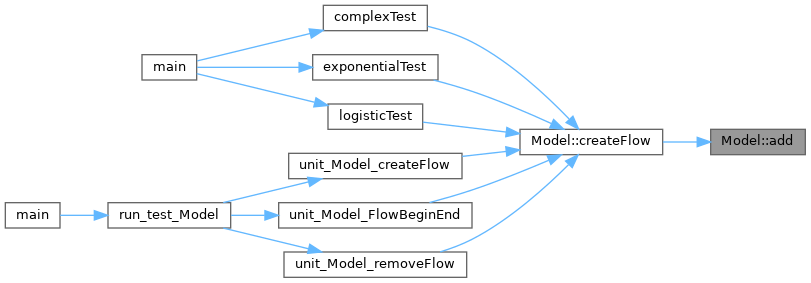 complexTest
main
exponentialTest
logisticTest
Model::createFlow
Model::add
unit_Model_createFlow
main
run_test_Model
unit_Model_FlowBeginEnd
unit_Model_removeFlow